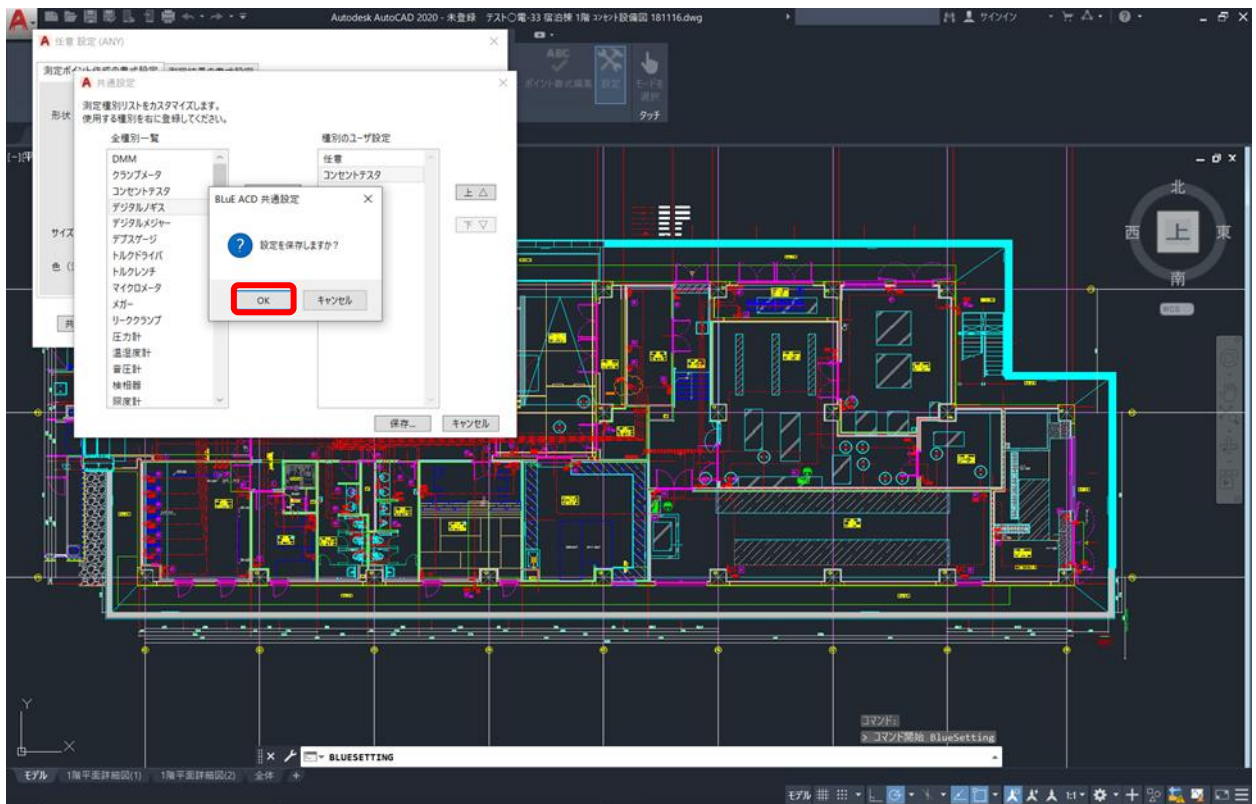 Autodesk AutoCAD 2020 - 未登録 テスト○電-33 宿泊棟 1階 ｺﾝｾﾝﾄ設備図 181116.dwg
サインイン
任意 設定 (ANY)
ABC
ポイント書式編集
設定
モードを
選択
タッチ
形状
サイズ
共通設定
測定種別リストをカスタマイズします。
使用する種別を右に登録してください。
全種別一覧
種別のユーザ設定
DMM
クランプメータ
コンセントテスタ
デジタルノギス
デジタルメジャー
デプスゲージ
トルクドライバ
トルクレンチ
マイクロメータ
メガー
リーククランプ
圧力計
温湿度計
音圧計
検相器
照度計
任意
コンセントテスタ
上 △
下 ▽
保存...
キャンセル
BLuE ACD 共通設定
設定を保存しますか？
OK
キャンセル
北
西
上
東
南
WCS
Y
X
コマンド:
> コマンド開始 BlueSetting
BLUESETTING
モデル
1階平面詳細図(1)
1階平面詳細図(2)
全体
+
モデル
1:1